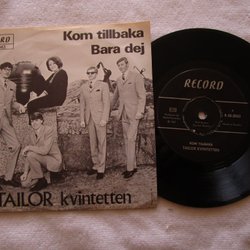 Kom tillbaka
Bara dej
TAILOR kvintetten
RECORD
KOM TILLBAKA
TAILOR KVINTETTEN